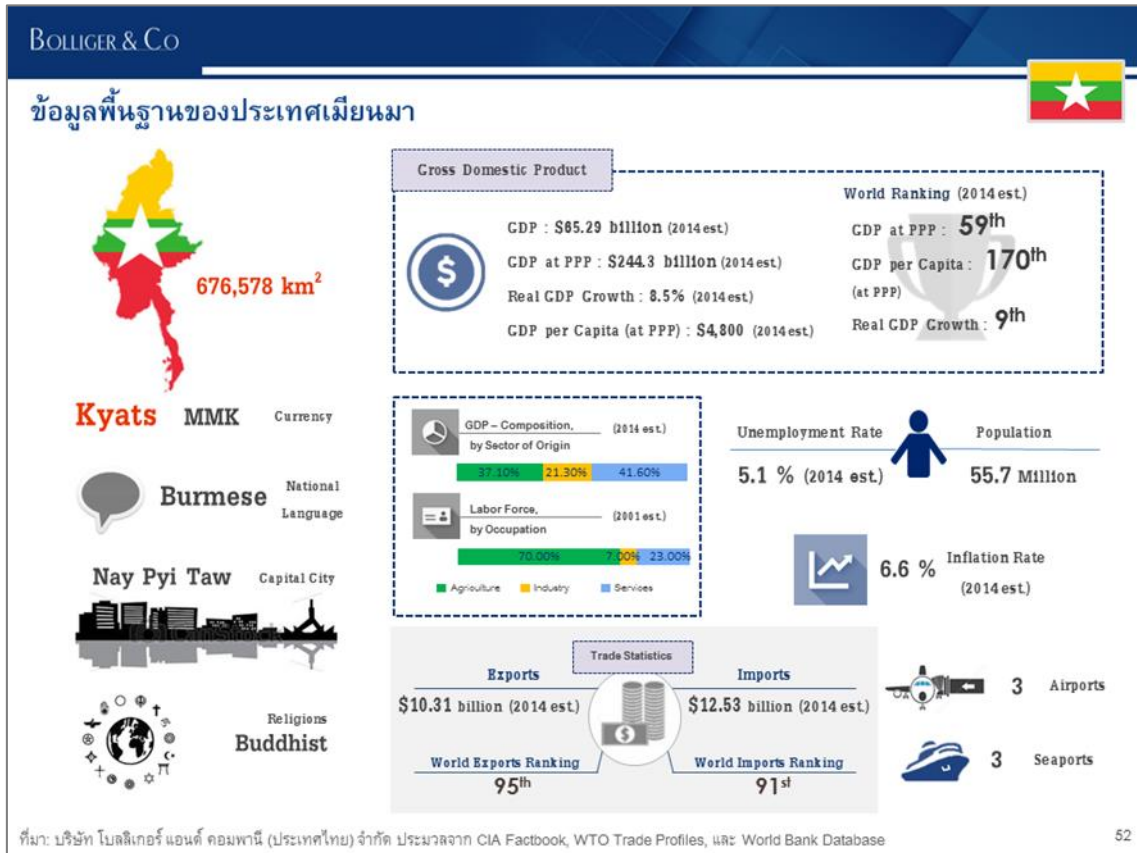 BOLLIGER & CO
ข้อมูลพื้นฐานของประเทศเมียนมา
676,578 km²
Kyats MMK Currency
Burmese National Language
Nay Pyi Taw Capital City
Religions
Buddhist
Gross Domestic Product
GDP : $65.29 billion (2014 est.)
GDP at PPP : $244.3 billion (2014 est.)
Real GDP Growth : 8.5% (2014 est.)
GDP per Capita (at PPP) : $4,800 (2014 est.)
World Ranking (2014 est.)
GDP at PPP : 59th
GDP per Capita : 170th
(at PPP)
Real GDP Growth : 9th
GDP – Composition, (2014 est.)
by Sector of Origin
37.10% 21.30% 41.60%
Labor Force, (2001 est.)
by Occupation
70.00% 7.00% 23.00%
Agriculture Industry Services
Unemployment Rate
5.1 % (2014 est.)
Population
55.7 Million
6.6 % Inflation Rate
(2014 est.)
Trade Statistics
Exports
$10.31 billion (2014 est.)
World Exports Ranking
95th
Imports
$12.53 billion (2014 est.)
World Imports Ranking
91st
3 Airports
3 Seaports
ที่มา: บริษัท โบลลิเกอร์ แอนด์ คอมพานี (ประเทศไทย) จำกัด ประมวลจาก CIA Factbook, WTO Trade Profiles, และ World Bank Database
52